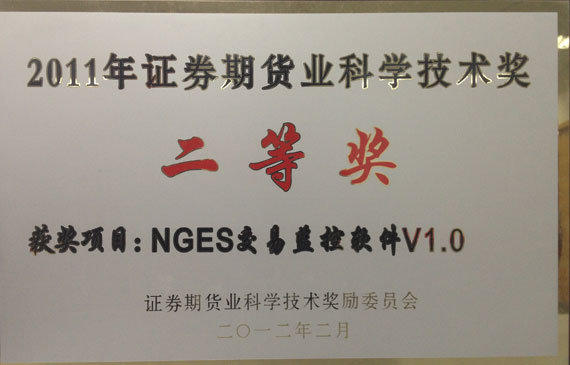 2011年证券期货业科学技术奖
二等奖
获奖项目：NGES交易监控软件V1.0
证券期货业科学技术奖励委员会
二〇一二年二月